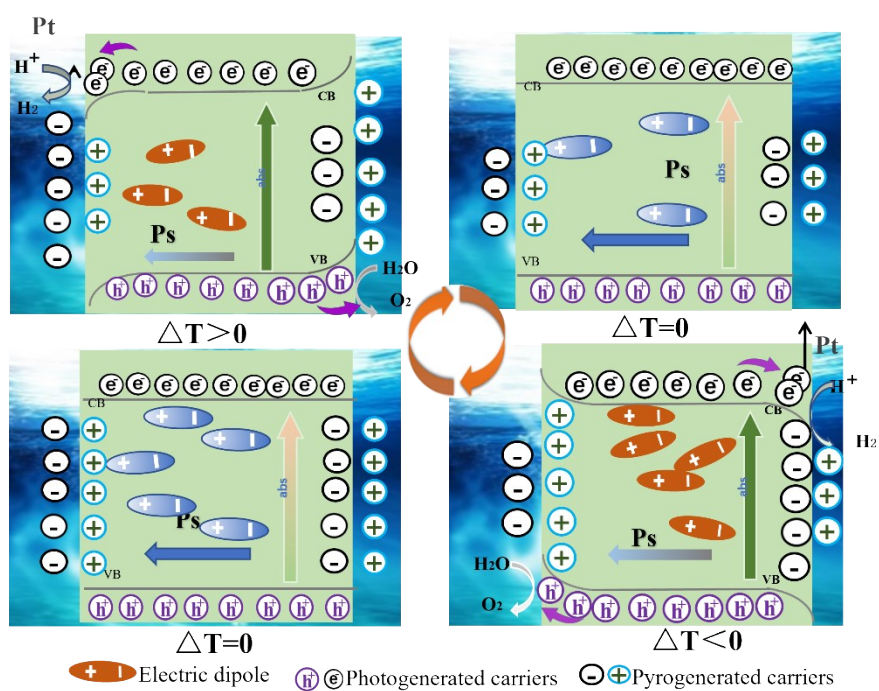 Pt
H+
H2
e- e- e- e- e- e- e- e-
CB
abs
Ps
VB
h+ h+ h+ h+ h+ h+ h+ h+
H2O
O2
△T>0
e- e- e- e- e- e- e- e- e-
CB
abs
Ps
VB
h+ h+ h+ h+ h+ h+ h+ h+
△T=0
e- e- e- e- e- e- e- e- e-
CB
abs
Ps
VB
h+ h+ h+ h+ h+ h+ h+ h+
△T=0
Pt
e- e- e- e- e- e- e- e-
H+
CB
H2
abs
Ps
VB
H2O
O2
h+ h+ h+ h+ h+ h+ h+ h+
△T<0
Electric dipole
h+ e- Photogenerated carriers
- + Pyrogenerated carriers